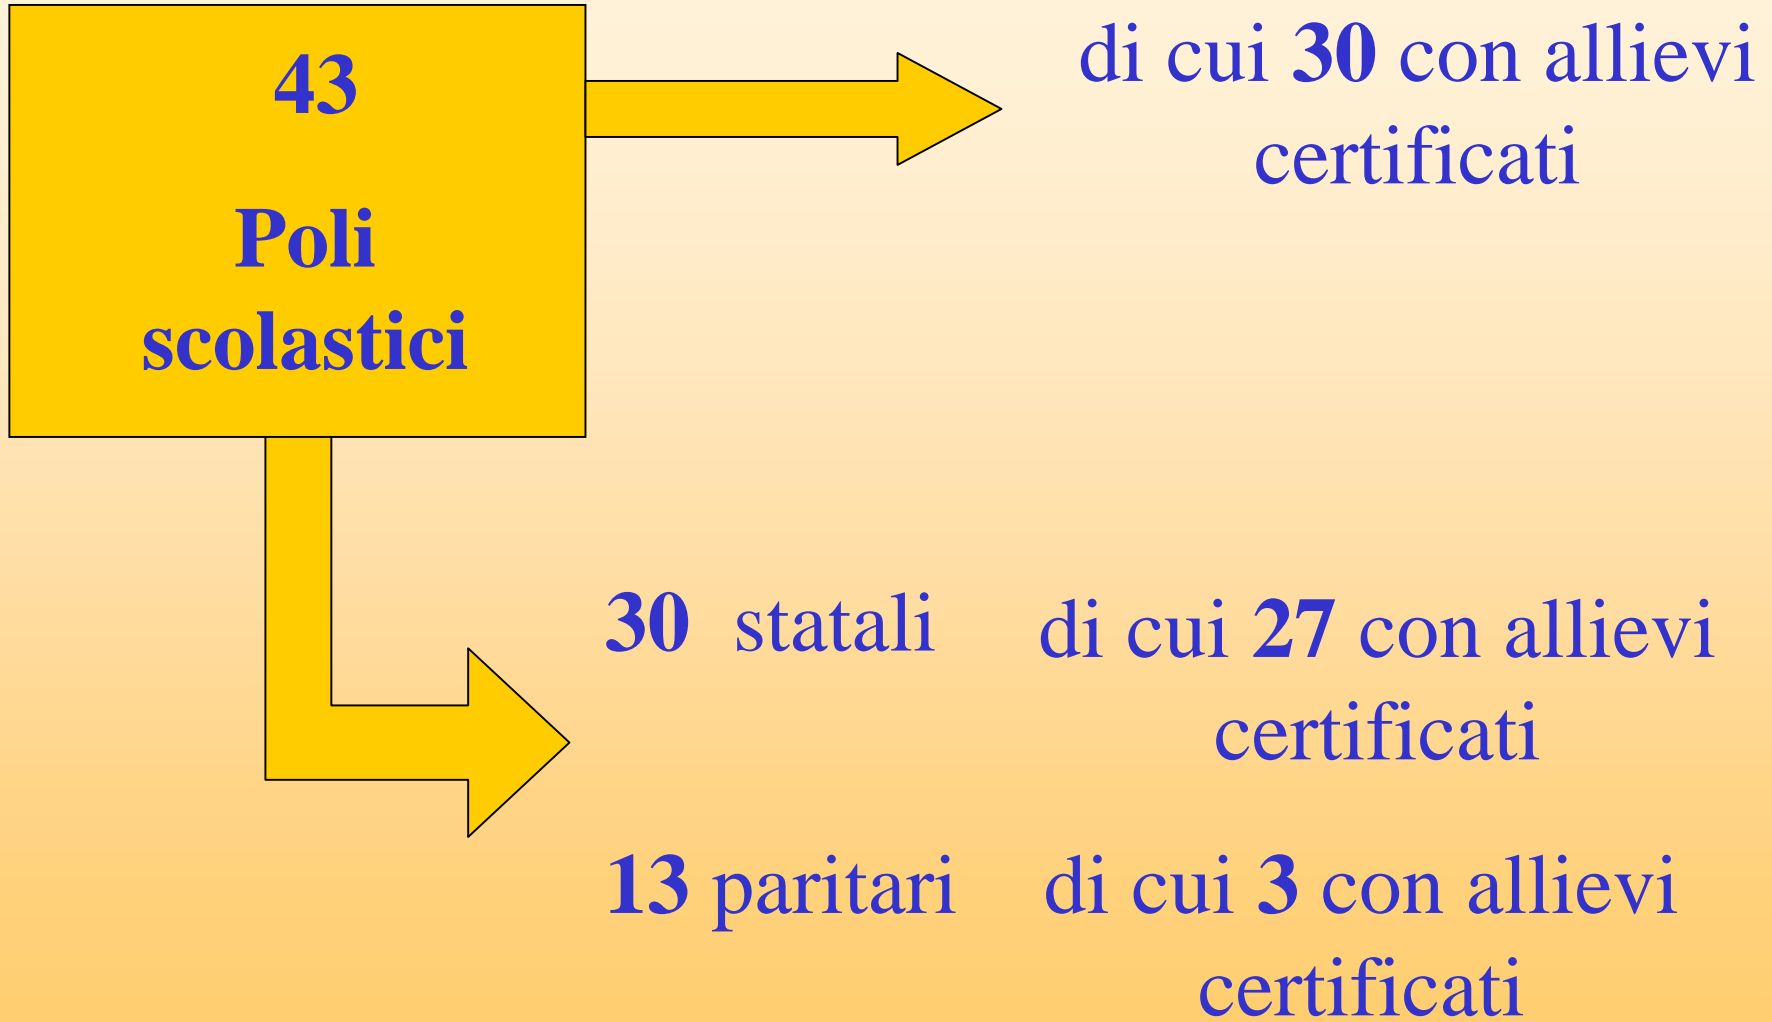 43
Poli
scolastici
di cui 30 con allievi
certificati
30 statali
di cui 27 con allievi
certificati
13 paritari
di cui 3 con allievi
certificati